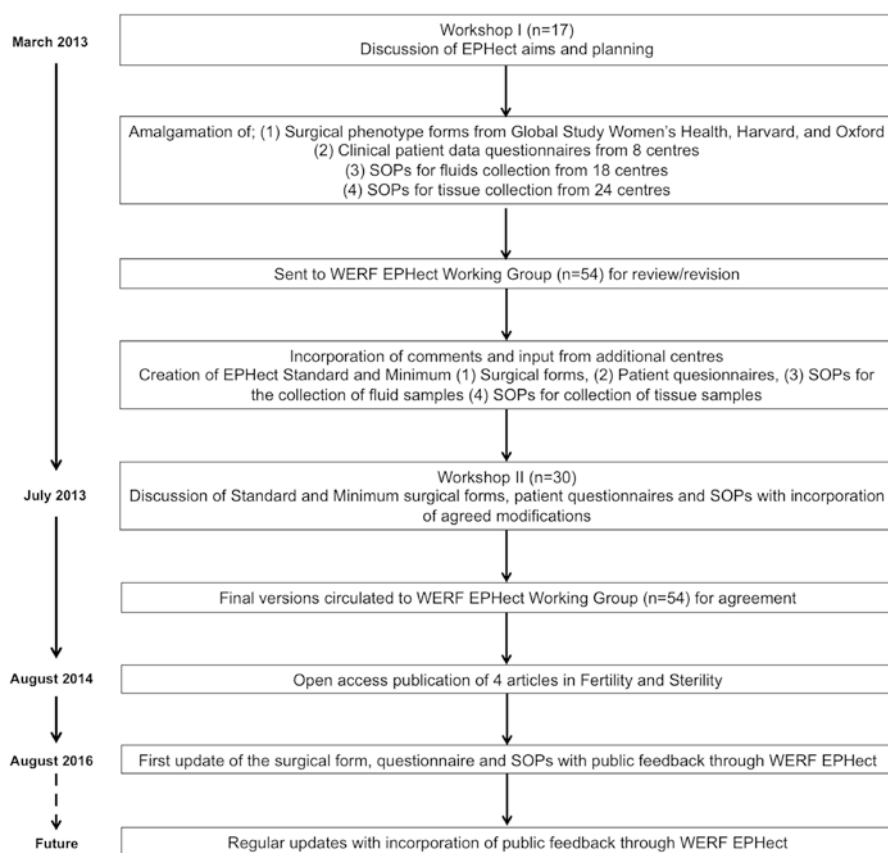 March 2013
Workshop I (n=17)
Discussion of EPHect aims and planning
Amalgamation of; (1) Surgical phenotype forms from Global Study Women's Health, Harvard, and Oxford
(2) Clinical patient data questionnaires from 8 centres
(3) SOPs for fluids collection from 18 centres
(4) SOPs for tissue collection from 24 centres
Sent to WERF EPHect Working Group (n=54) for review/revision
Incorporation of comments and input from additional centres
Creation of EPHect Standard and Minimum (1) Surgical forms, (2) Patient quesionnaires, (3) SOPs for
the collection of fluid samples (4) SOPs for collection of tissue samples
July 2013
Workshop II (n=30)
Discussion of Standard and Minimum surgical forms, patient questionnaires and SOPs with incorporation
of agreed modifications
Final versions circulated to WERF EPHect Working Group (n=54) for agreement
August 2014
Open access publication of 4 articles in Fertility and Sterility
August 2016
First update of the surgical form, questionnaire and SOPs with public feedback through WERF EPHect
Future
Regular updates with incorporation of public feedback through WERF EPHect